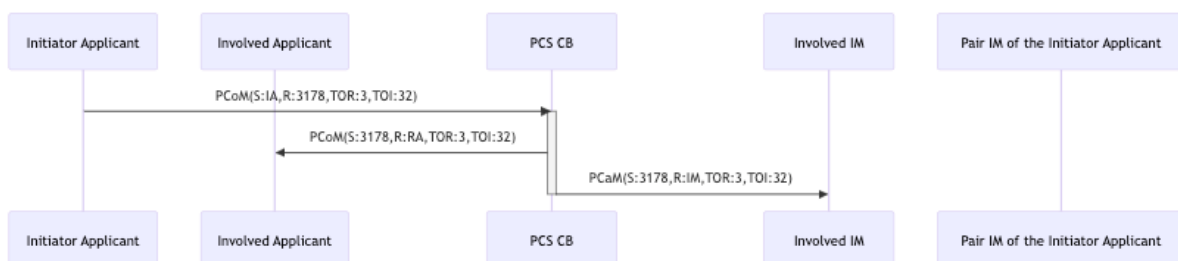 Initiator Applicant
Involved Applicant
PCS CB
Involved IM
Pair IM of the Initiator Applicant
PCoM(S:IA,R:3178,TOR:3,TOI:32)
PCoM(S:3178,R:RA,TOR:3,TOI:32)
PCaM(S:3178,R:IM,TOR:3,TOI:32)
Initiator Applicant
Involved Applicant
PCS CB
Involved IM
Pair IM of the Initiator Applicant